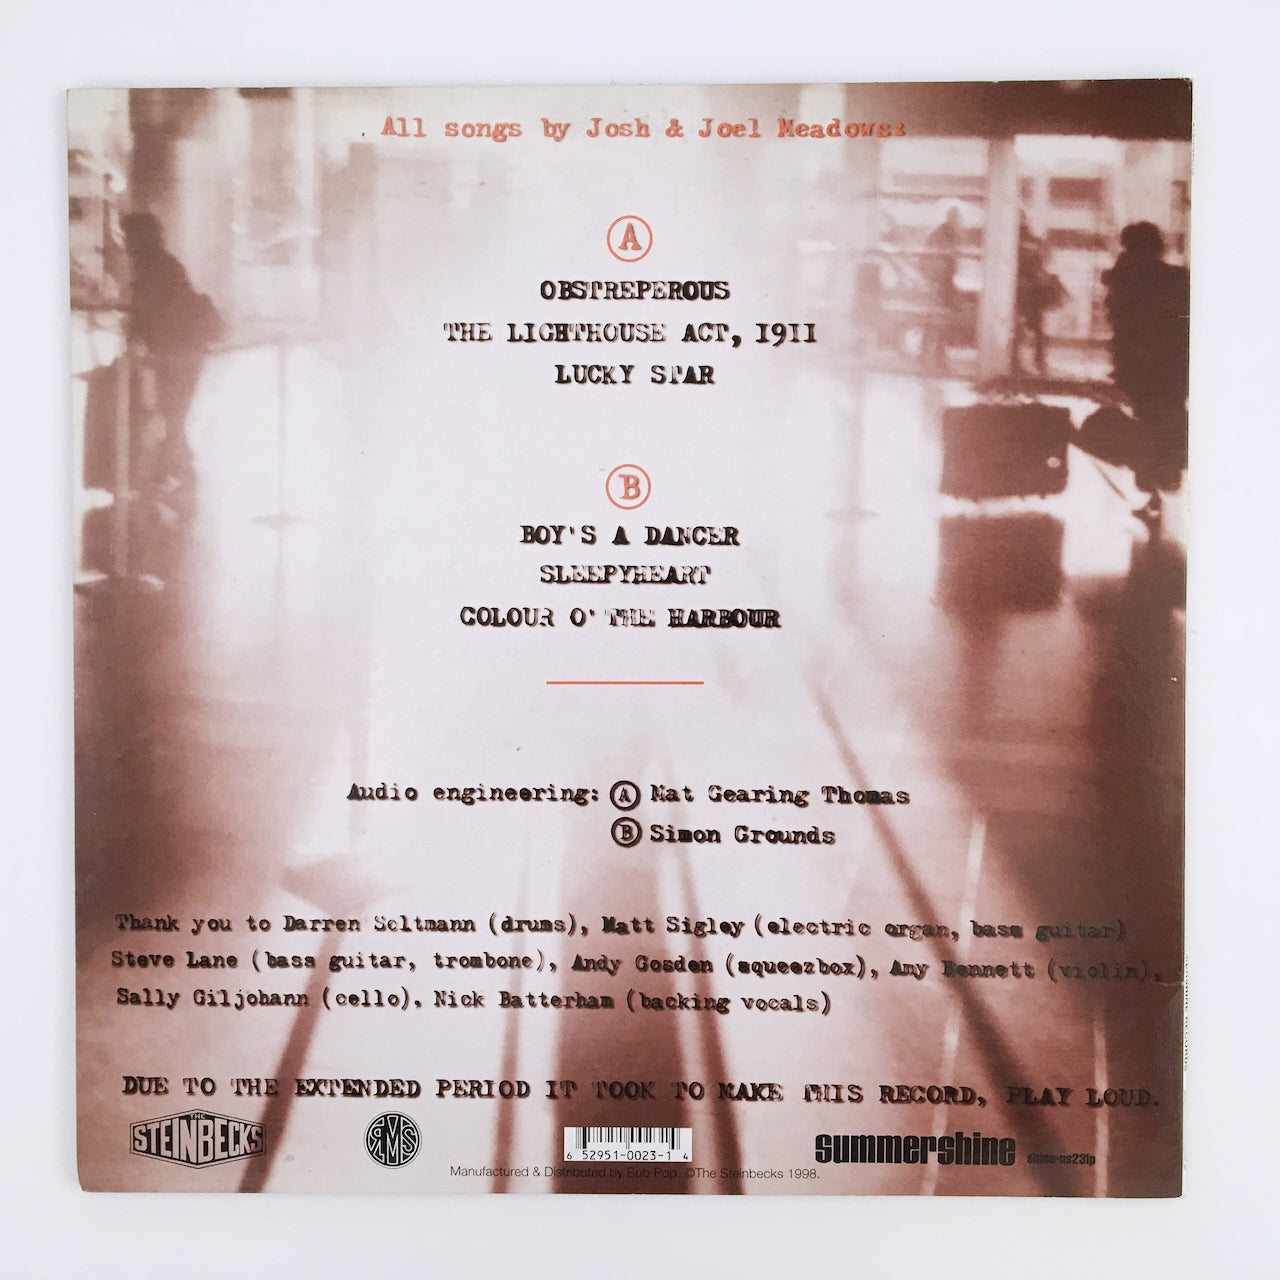 All songs by Josh & Joel Meadows:
A
OBSTREPEROUS
THE LIGHTHOUSE ACT, 1911
LUCKY STAR
B
BOY'S A DANCER
SLEEPYHEART
COLOUR O' THE HARBOUR
Audio engineering: A Mat Gearing Thomas
B Simon Grounds
Thank you to Darren Seltmann (drums), Matt Sigley (electric organ, bass guitar)
Steve Lane (bass guitar, trombone), Andy Gosden (squeezbox), Amy Bennett (violin),
Sally Giljohann (cello), Nick Batterham (backing vocals)
DUE TO THE EXTENDED PERIOD IT TOOK TO MAKE THIS RECORD, PLAY LOUD.
THE
STEINBECKS
6 52951-0023-1 4
summershine shine-us23lp
Manufactured & Distributed by Sub Pop. ©The Steinbecks 1998.